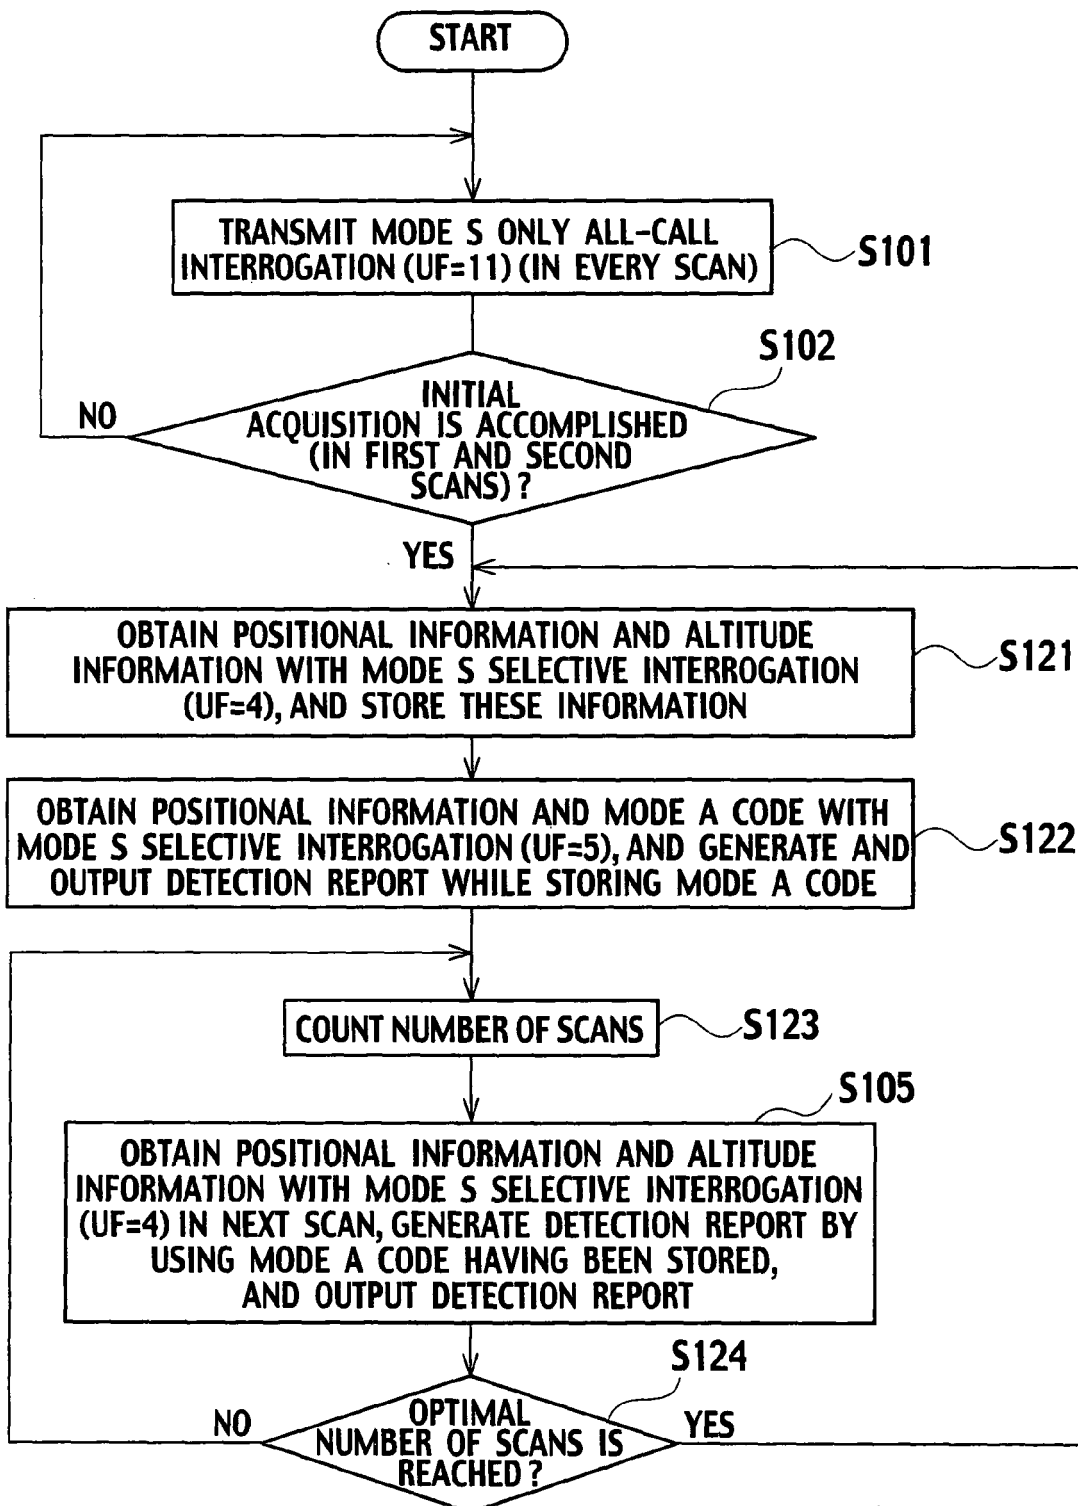 START
TRANSMIT MODE S ONLY ALL-CALL
INTERROGATION (UF=11) (IN EVERY SCAN)
S101
S102
INITIAL
ACQUISITION IS ACCOMPLISHED
(IN FIRST AND SECOND
SCANS) ?
NO
YES
OBTAIN POSITIONAL INFORMATION AND ALTITUDE
INFORMATION WITH MODE S SELECTIVE INTERROGATION
(UF=4), AND STORE THESE INFORMATION
S121
OBTAIN POSITIONAL INFORMATION AND MODE A CODE WITH
MODE S SELECTIVE INTERROGATION (UF=5), AND GENERATE AND
OUTPUT DETECTION REPORT WHILE STORING MODE A CODE
S122
COUNT NUMBER OF SCANS
S123
S105
OBTAIN POSITIONAL INFORMATION AND ALTITUDE
INFORMATION WITH MODE S SELECTIVE INTERROGATION
(UF=4) IN NEXT SCAN, GENERATE DETECTION REPORT BY
USING MODE A CODE HAVING BEEN STORED,
AND OUTPUT DETECTION REPORT
S124
NO
OPTIMAL
NUMBER OF SCANS IS
REACHED ?
YES